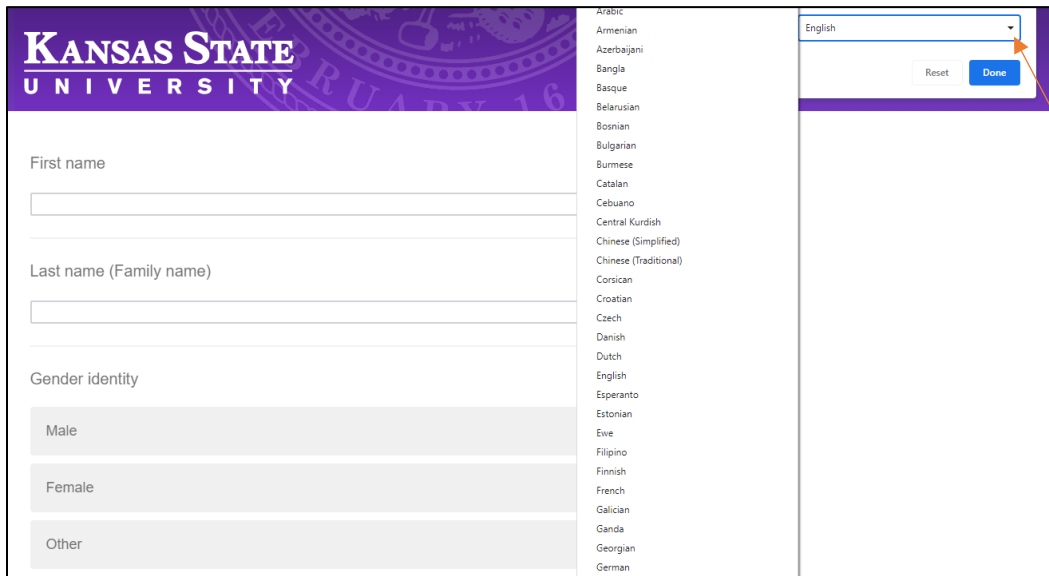 KANSAS STATE
UNIVERSITY
BRUARY 16
First name
Last name (Family name)
Gender identity
Male
Female
Other
Arabic
Armenian
Azerbaijani
Bangla
Basque
Belarusian
Bosnian
Bulgarian
Burmese
Catalan
Cebuano
Central Kurdish
Chinese (Simplified)
Chinese (Traditional)
Corsican
Croatian
Czech
Danish
Dutch
English
Esperanto
Estonian
Ewe
Filipino
Finnish
French
Galician
Ganda
Georgian
German
English
Reset
Done